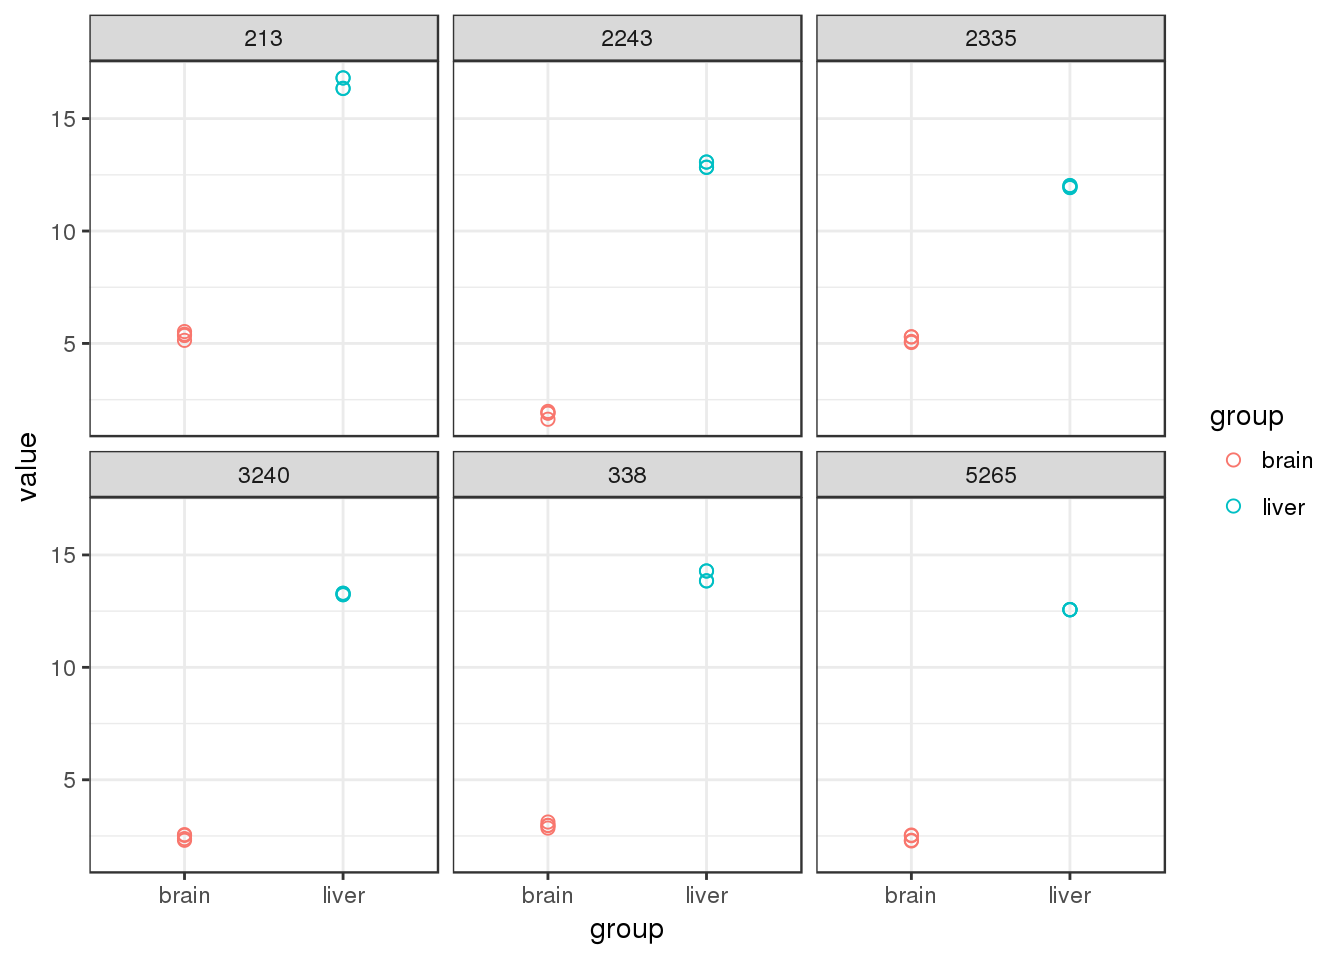 213 2243 2335
15
10
5
value
3240 338 5265
15
10
5
brain liver brain liver brain liver
group
group
brain
liver